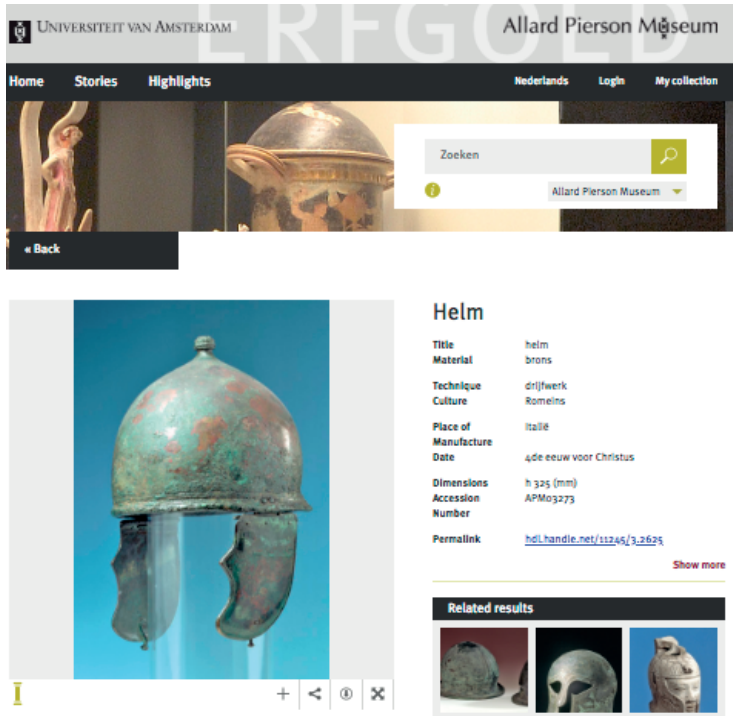 ERFGOED
UNIVERSITEIT VAN AMSTERDAM
Allard Pierson Museum
Home Stories Highlights Nederlands Login My collection
Zoeken
i
Allard Pierson Museum
« Back
Helm
Title helm
Material brons
Technique drijfwerk
Culture Romeins
Place of Italië
Manufacture
Date 4de eeuw voor Christus
Dimensions h 325 (mm)
Accession APM03273
Number
Permalink hdl.handle.net/11245/3.2625
Show more
Related results